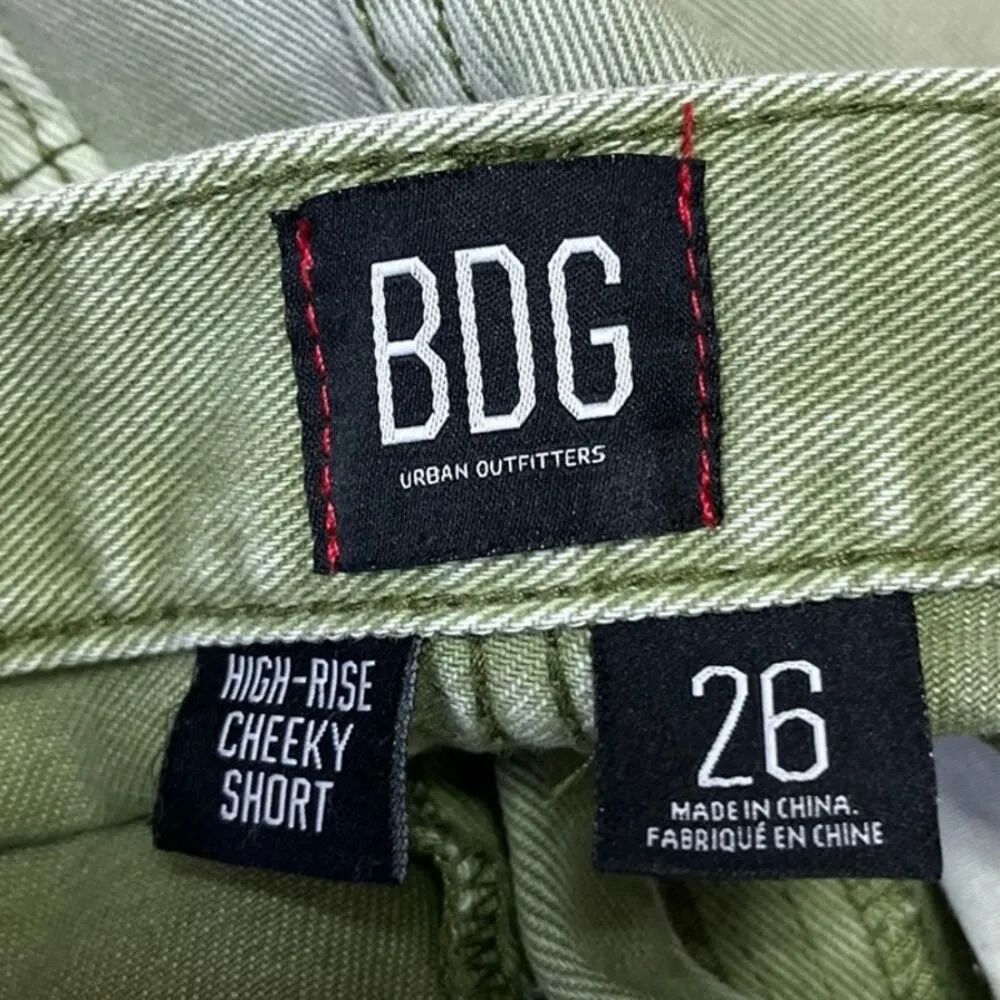 BDG
URBAN OUTFITTERS
HIGH-RISE
CHEEKY
SHORT
26
MADE IN CHINA.
FABRIQUÉ EN CHINE